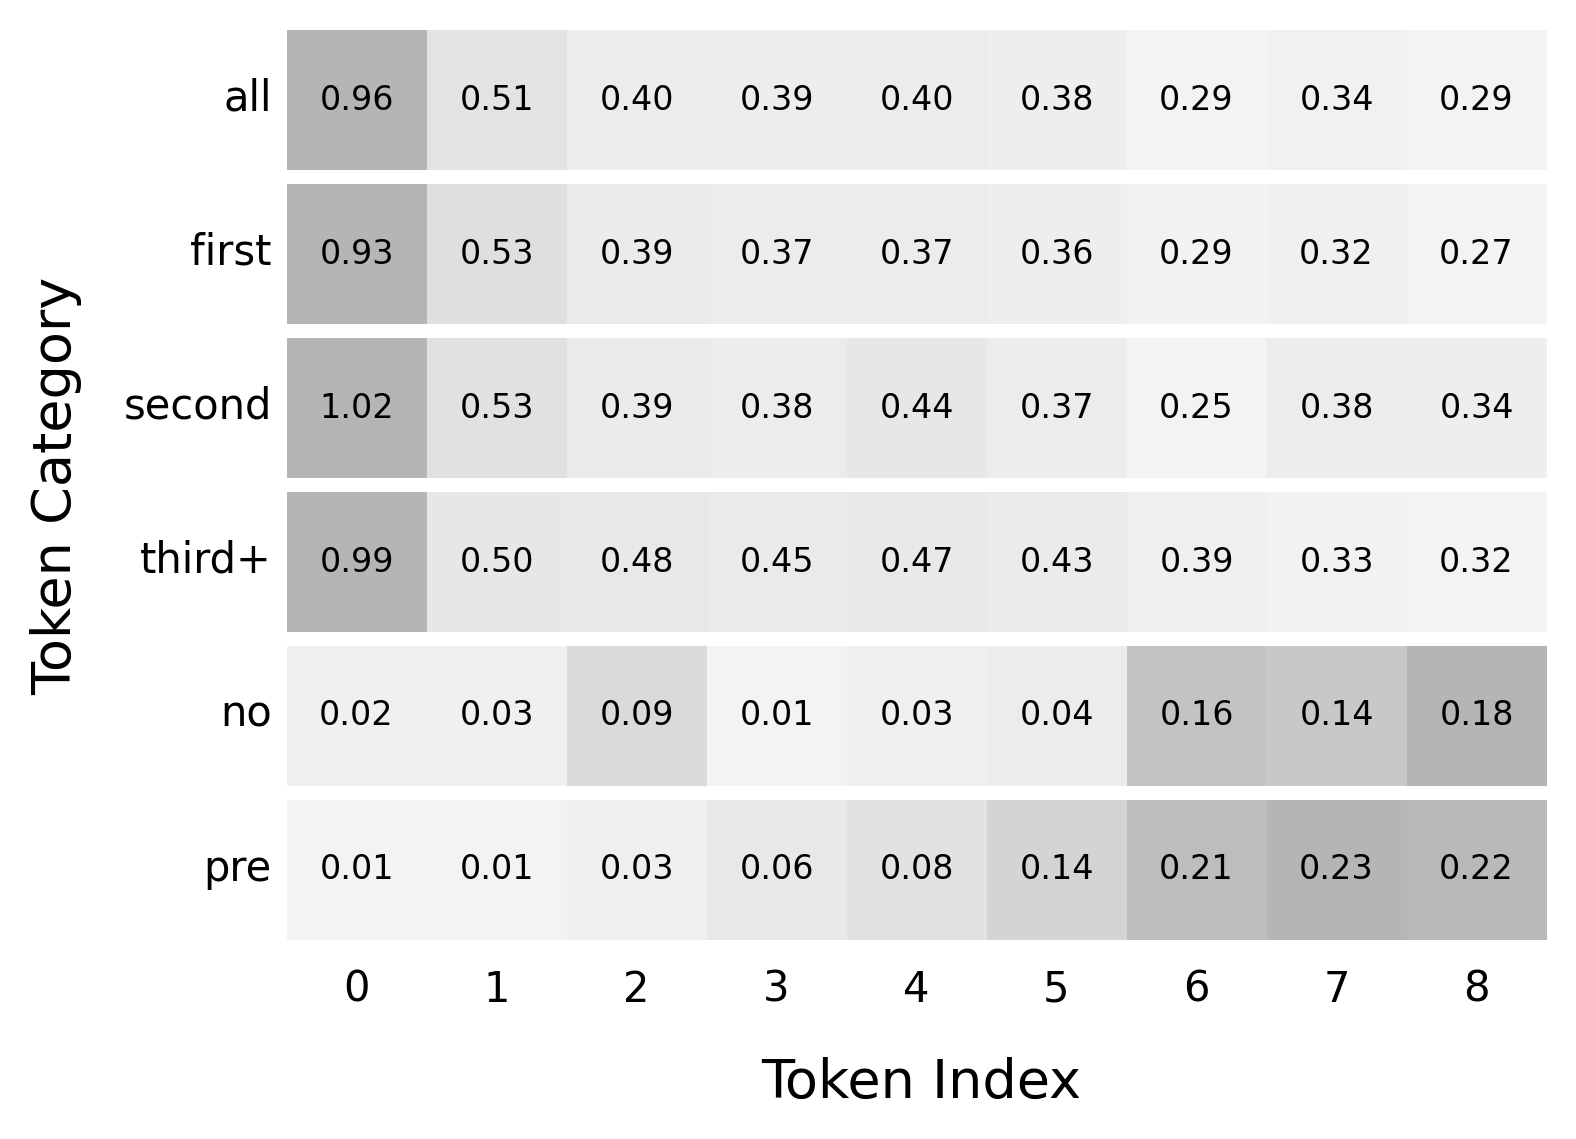 Token Category
all 0.96 0.51 0.40 0.39 0.40 0.38 0.29 0.34 0.29
first 0.93 0.53 0.39 0.37 0.37 0.36 0.29 0.32 0.27
second 1.02 0.53 0.39 0.38 0.44 0.37 0.25 0.38 0.34
third+ 0.99 0.50 0.48 0.45 0.47 0.43 0.39 0.33 0.32
no 0.02 0.03 0.09 0.01 0.03 0.04 0.16 0.14 0.18
pre 0.01 0.01 0.03 0.06 0.08 0.14 0.21 0.23 0.22
0 1 2 3 4 5 6 7 8
Token Index